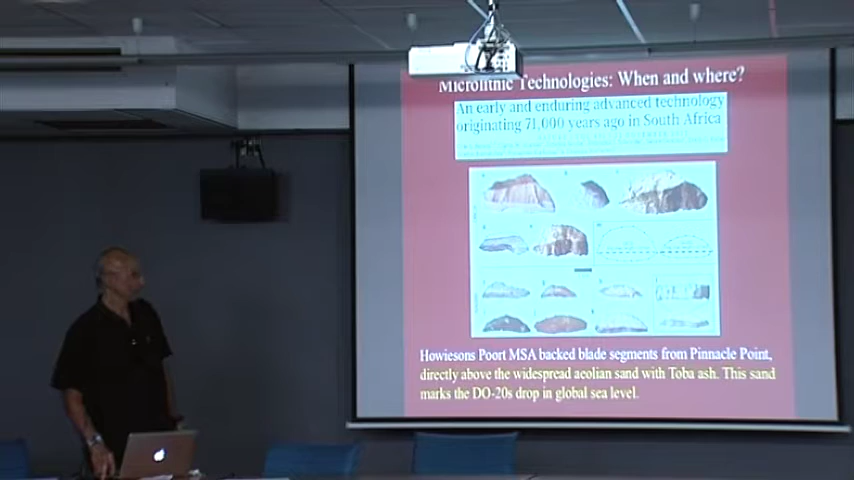 Microlithic Technologies: When and where?
An early and enduring advanced technology
originating 71,000 years ago in South Africa
Howiesons Poort MSA backed blade segments from Pinnacle Point,
directly above the widespread aeolian sand with Toba ash. This sand
marks the DO-20s drop in global sea level.